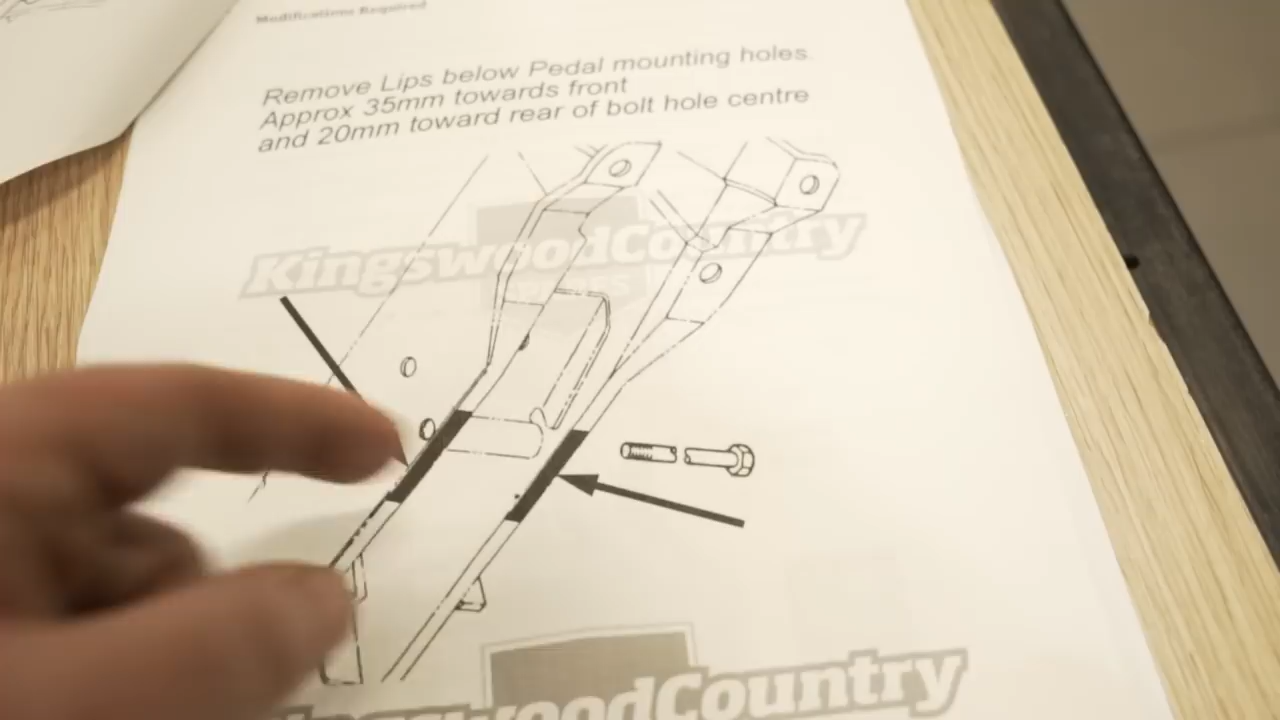 Modifications Required
Remove Lips below Pedal mounting holes.
Approx 35mm towards front
and 20mm toward rear of bolt hole centre
KingswoodCountry
KingswoodCountry